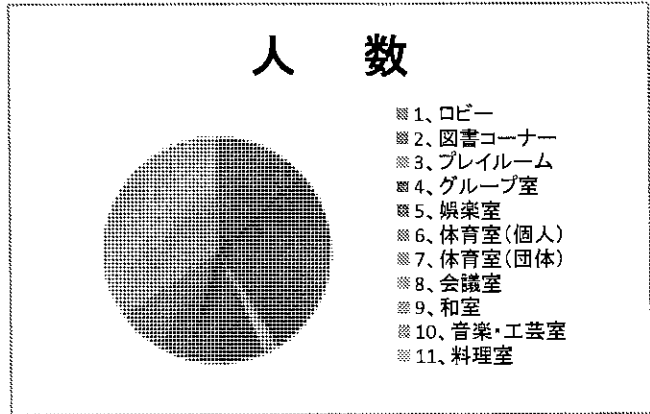 人　数
1、ロビー
2、図書コーナー
3、プレイルーム
4、グループ室
5、娯楽室
6、体育室(個人)
7、体育室(団体)
8、会議室
9、和室
10、音楽・工芸室
11、料理室